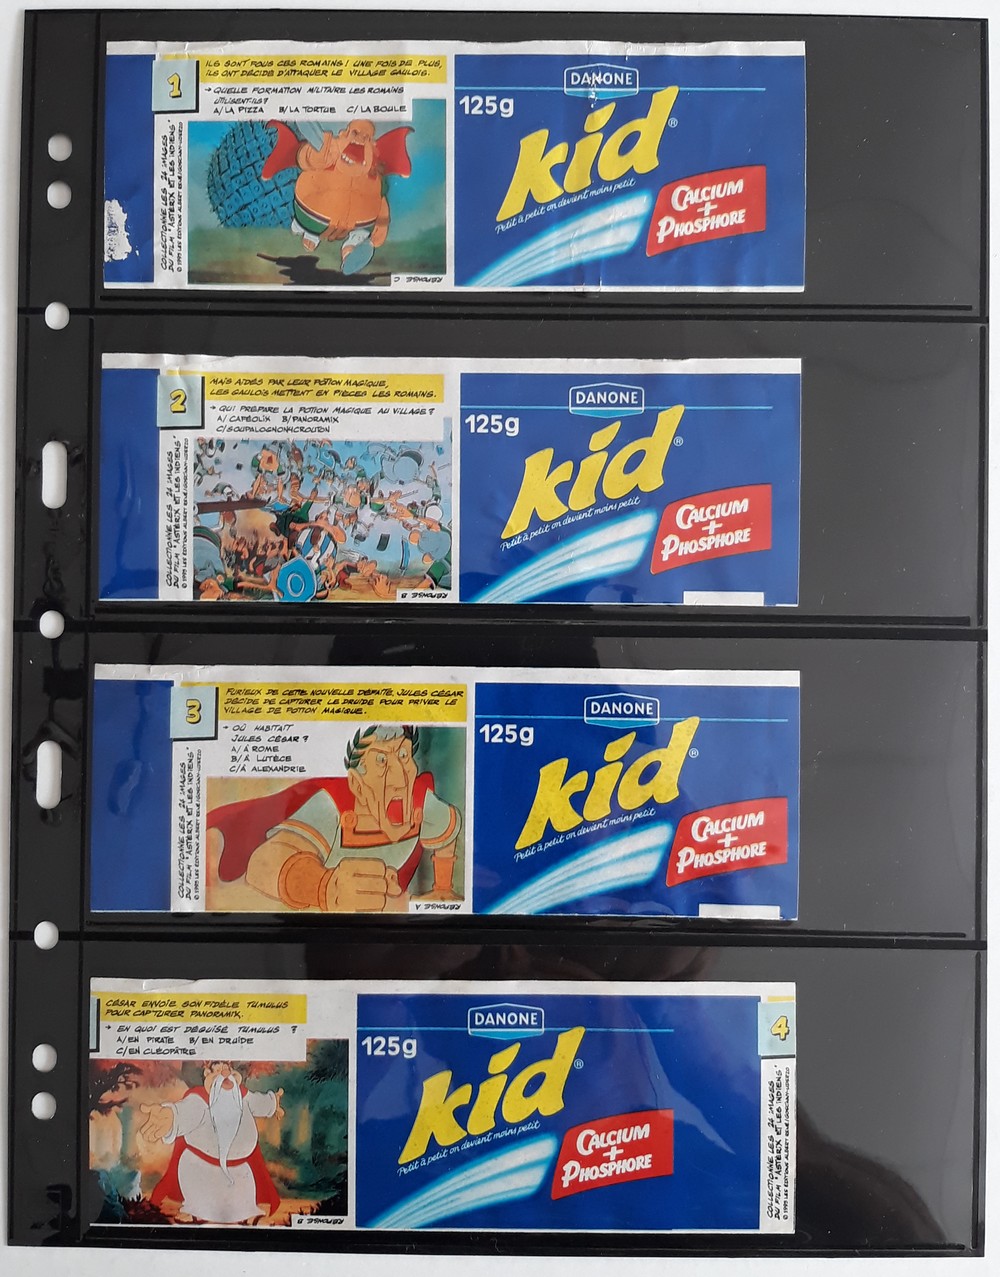 1
ILS SONT FOUS CES ROMAINS! UNE FOIS DE PLUS,
ILS ONT DÉCIDÉ D'ATTAQUER LE VILLAGE GAULOIS.
→ QUELLE FORMATION MILITAIRE LES ROMAINS
UTILISENT-ILS?
A/ LA PIZZA B/ LA TORTUE C/ LA BOULE
COLLECTIONNE LES 24 IMAGES
DU FILM "ASTÉRIX ET LES INDIENS"
RÉPONSE C
DANONE
125g
kid®
Petit à petit on devient moins petit
CALCIUM
+
PHOSPHORE
2
MAIS AIDÉS PAR LEUR POTION MAGIQUE,
LES GAULOIS METTENT EN PIÈCES LES ROMAINS.
→ QUI PRÉPARE LA POTION MAGIQUE AU VILLAGE?
A/ CAPÉOLIX B/ PANORAMIX
C/ SOUPALOGNONYCROUTON
COLLECTIONNE LES 24 IMAGES
DU FILM "ASTÉRIX ET LES INDIENS"
RÉPONSE B
DANONE
125g
kid®
Petit à petit on devient moins petit
CALCIUM
+
PHOSPHORE
3
FURIEUX DE CETTE NOUVELLE DÉFAITE, JULES CÉSAR
DÉCIDE DE CAPTURER LE DRUIDE POUR PRIVER LE
VILLAGE DE POTION MAGIQUE.
→ OÙ HABITAIT
JULES CÉSAR?
A/ À ROME
B/ À LUTÈCE
C/ À ALEXANDRIE
COLLECTIONNE LES 24 IMAGES
DU FILM "ASTÉRIX ET LES INDIENS"
RÉPONSE A
DANONE
125g
kid®
Petit à petit on devient moins petit
CALCIUM
+
PHOSPHORE
CÉSAR ENVOIE SON FIDÈLE TUMULUS
POUR CAPTURER PANORAMIX.
→ EN QUOI EST DÉGUISÉ TUMULUS ?
A/ EN PIRATE B/ EN DRUIDE
C/ EN CLÉOPÂTRE
RÉPONSE B
DANONE
125g
kid®
Petit à petit on devient moins petit
CALCIUM
+
PHOSPHORE
4
COLLECTIONNE LES 24 IMAGES
DU FILM "ASTÉRIX ET LES INDIENS"